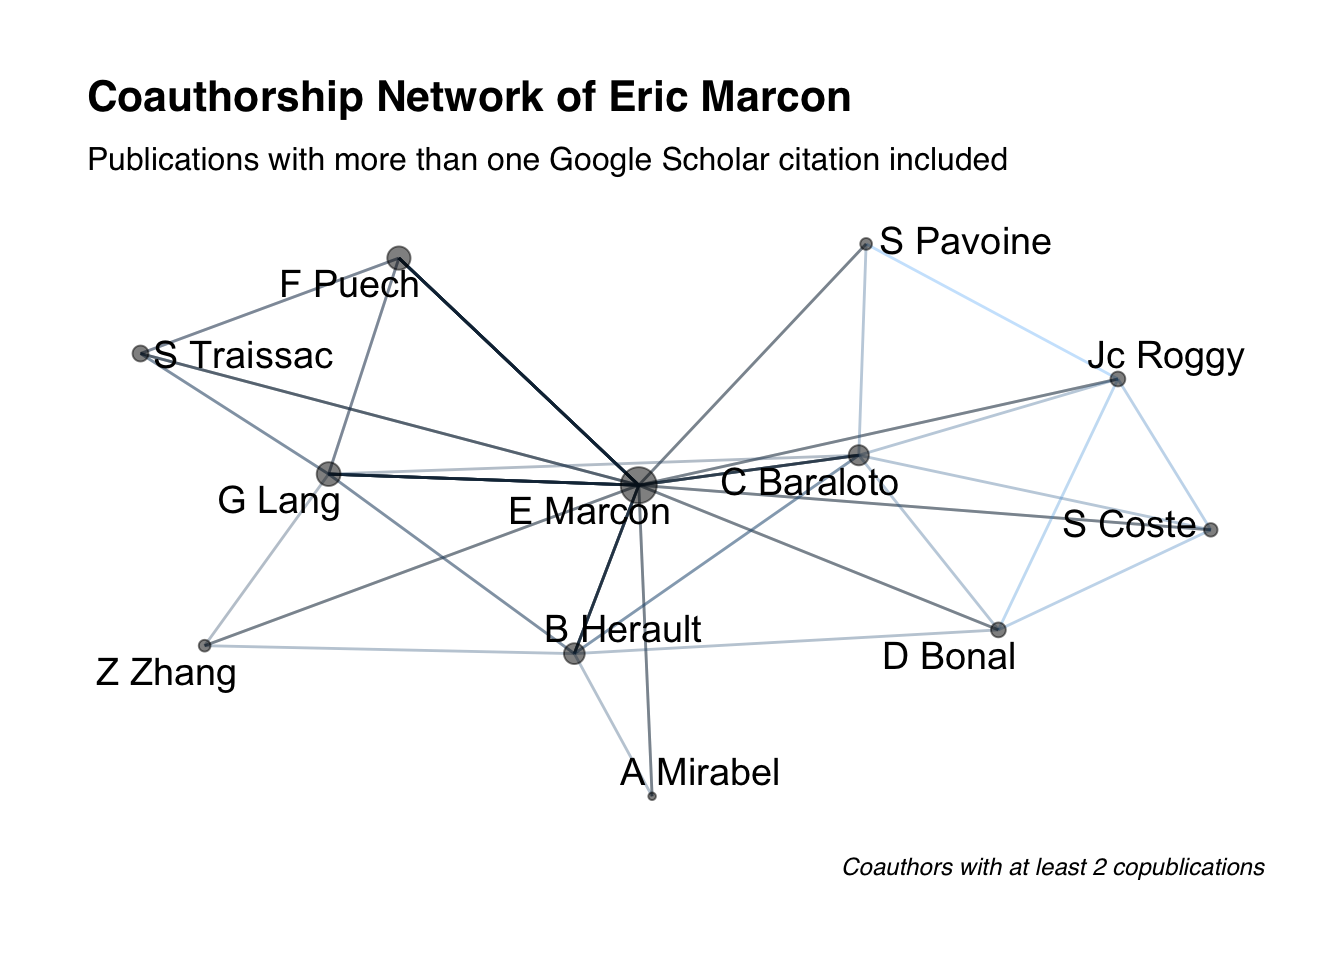 Coauthorship Network of Eric Marcon
Publications with more than one Google Scholar citation included
S Pavoine
F Puech
S Traissac
Jc Roggy
C Baraloto
G Lang
E Marcon
S Coste
B Herault
D Bonal
Z Zhang
A Mirabel
Coauthors with at least 2 copublications